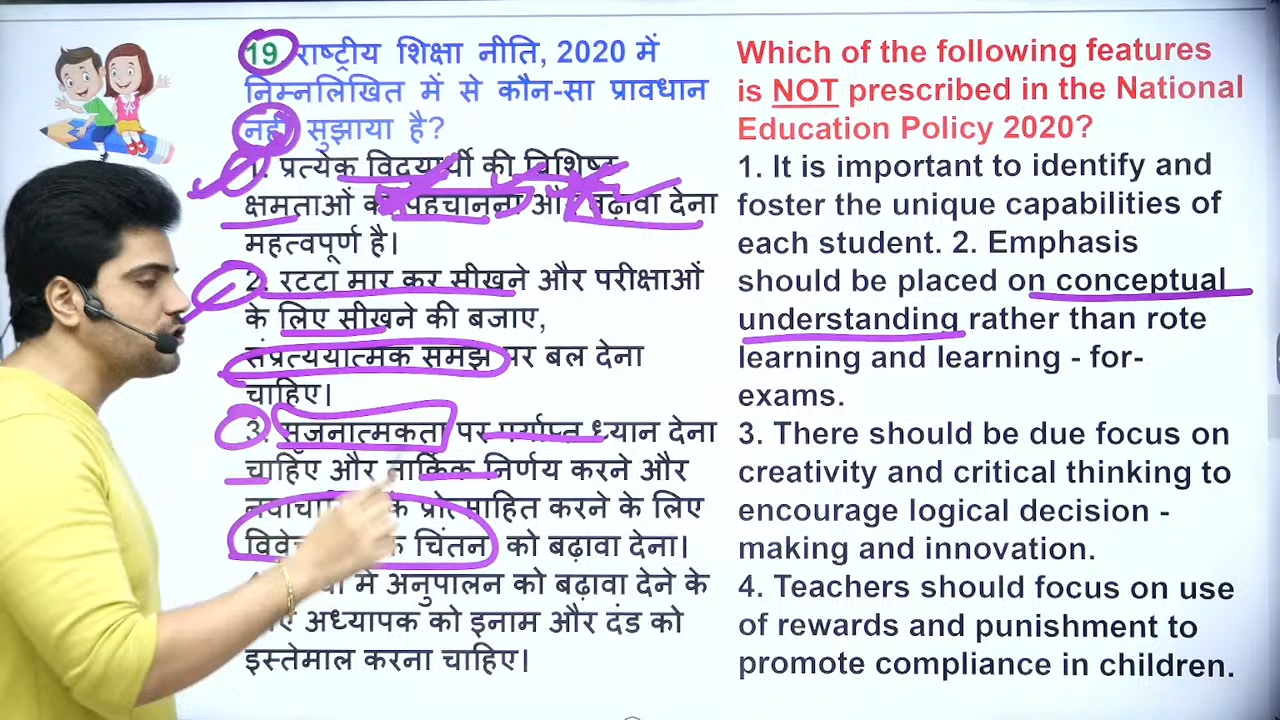 19 राष्ट्रीय शिक्षा नीति, 2020 में
निम्नलिखित में से कौन-सा प्रावधान
नहीं सुझाया है?
1. प्रत्येक विद्यार्थी की विशिष्ट
क्षमताओं को पहचानना और बढ़ावा देना
महत्वपूर्ण है।
2. रटटा मार कर सीखने और परीक्षाओं
के लिए सीखने की बजाए,
संप्रत्ययात्मक समझ पर बल देना
चाहिए।
3. सृजनात्मकता पर पर्याप्त ध्यान देना
चाहिए और तार्किक निर्णय करने और
प्रोत्साहित करने के लिए
चिंतन को बढ़ावा देना।
में अनुपालन को बढ़ावा देने के
अध्यापक को इनाम और दंड को
इस्तेमाल करना चाहिए।
Which of the following features
is NOT prescribed in the National
Education Policy 2020?
1. It is important to identify and
foster the unique capabilities of
each student. 2. Emphasis
should be placed on conceptual
understanding rather than rote
learning and learning - for-
exams.
3. There should be due focus on
creativity and critical thinking to
encourage logical decision -
making and innovation.
4. Teachers should focus on use
of rewards and punishment to
promote compliance in children.